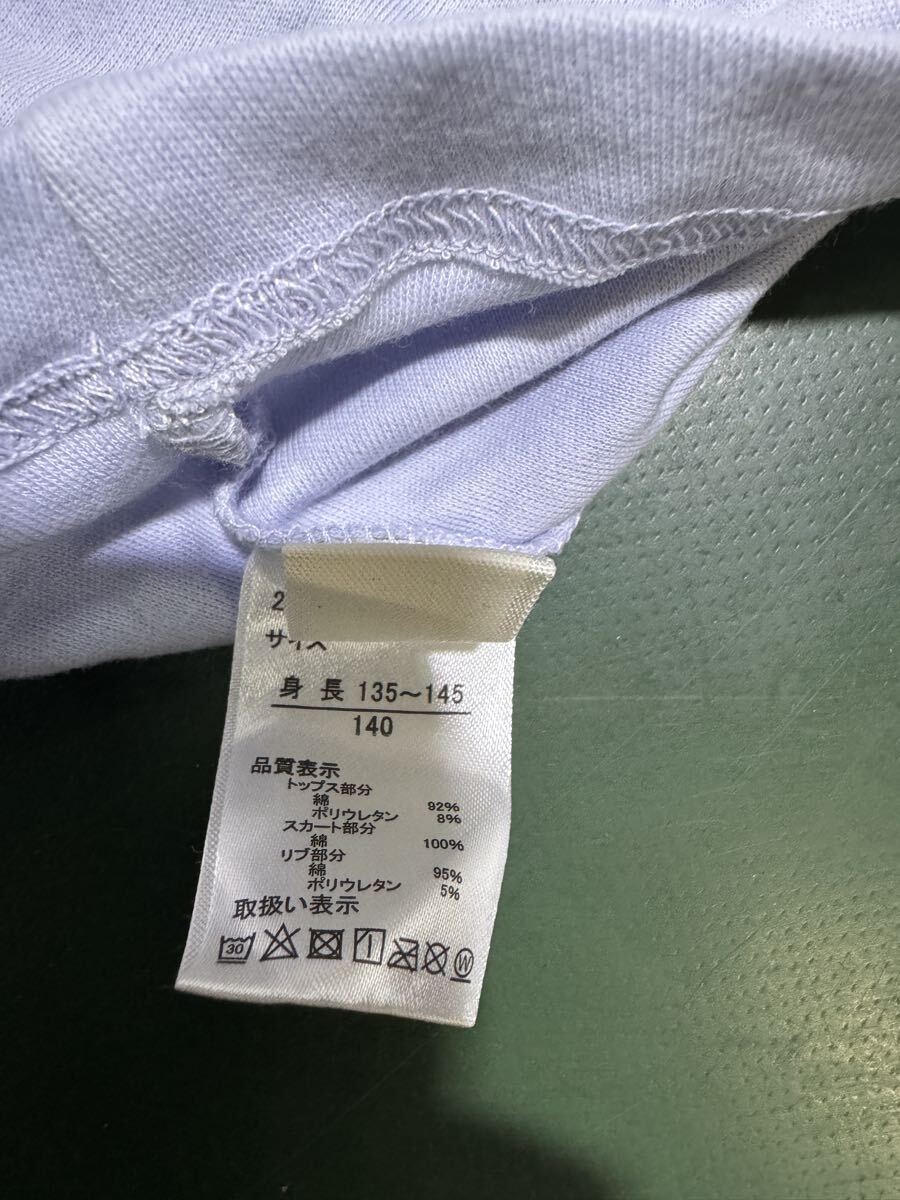 2
サイズ
身長 135~145
140
品質表示
トップス部分
綿 92%
ポリウレタン 8%
スカート部分
綿 100%
リブ部分
綿 95%
ポリウレタン 5%
取扱い表示
30
W